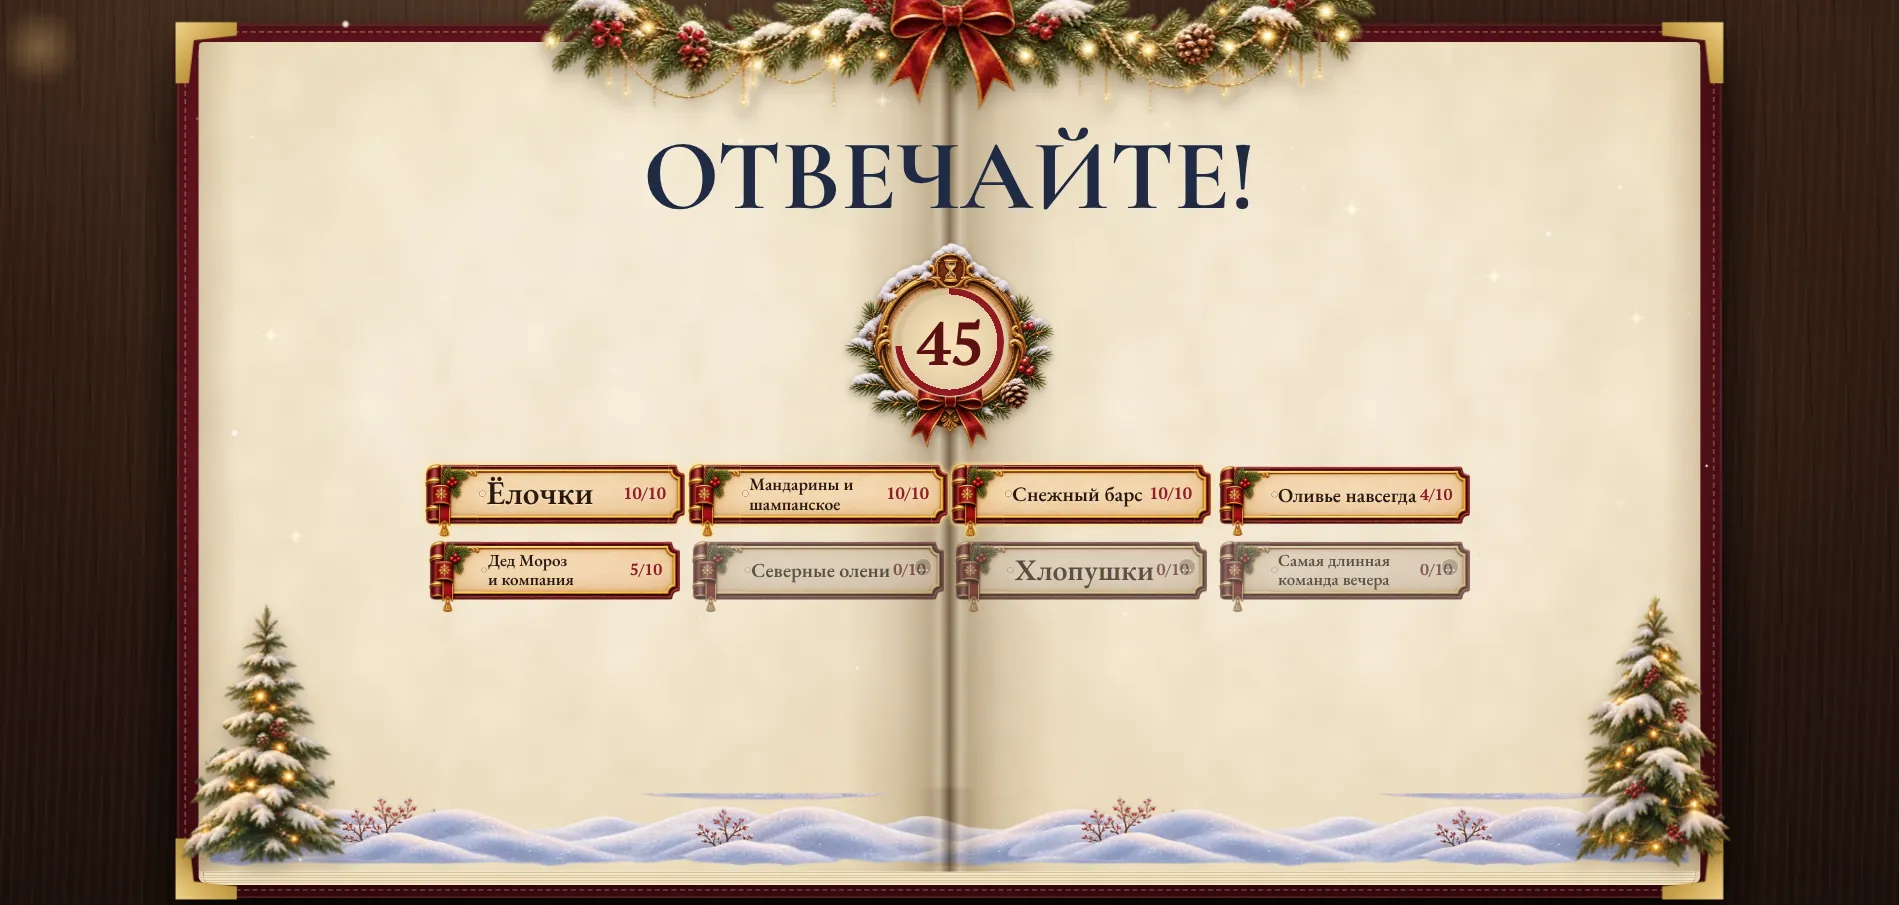 ОТВЕЧАЙТЕ!
45
Ёлочки 10/10
Мандарины и
шампанское 10/10
Снежный барс 10/10
Оливье навсегда 4/10
Дед Мороз
и компания 5/10
Северные олени 0/10
Хлопушки 0/10
Самая длинная
команда вечера 0/10